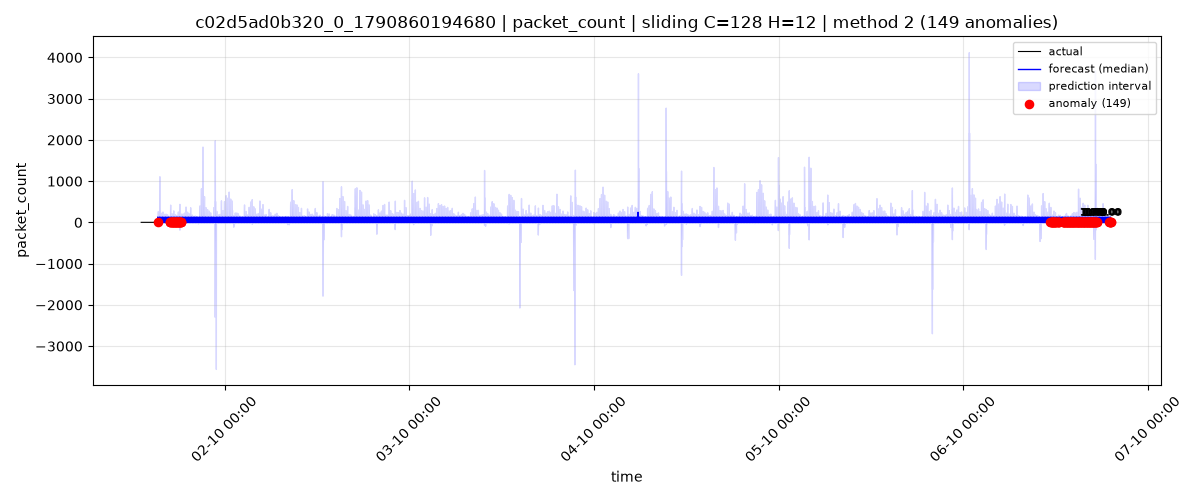 c02d5ad0b320_0_1790860194680 | packet_count | sliding C=128 H=12 | method 2 (149 anomalies)
actual
forecast (median)
prediction interval
anomaly (149)
packet_count
4000
3000
2000
1000
0
−1000
−2000
−3000
02-10 00:00
03-10 00:00
04-10 00:00
05-10 00:00
06-10 00:00
07-10 00:00
time